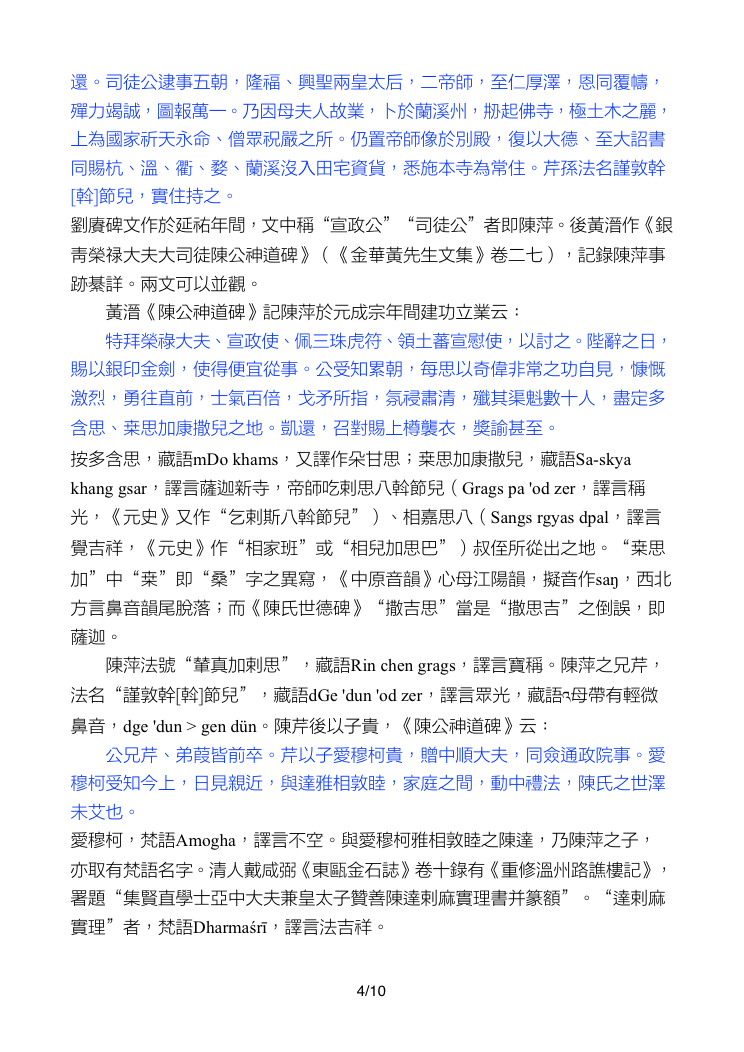 還。司徒公逮事五朝，隆福、興聖兩皇太后，二帝師，至仁厚澤，恩同覆幬，
殫力竭誠，圖報萬一。乃因母夫人故業，卜於蘭溪州，刱起佛寺，極土木之麗，
上為國家祈天永命、僧眾祝嚴之所。仍置帝師像於別殿，復以大德、至大詔書
同賜杭、溫、衢、婺、蘭溪沒入田宅資貨，悉施本寺為常住。芹孫法名謹敦幹
[斡]節兒，實住持之。
劉賡碑文作於延祐年間，文中稱“宣政公”“司徒公”者即陳萍。後黃溍作《銀
靑榮禄大夫大司徒陳公神道碑》（《金華黃先生文集》卷二七），記錄陳萍事
跡綦詳。兩文可以並觀。
黃溍《陳公神道碑》記陳萍於元成宗年間建功立業云：
特拜榮祿大夫、宣政使、佩三珠虎符、領土蕃宣慰使，以討之。陛辭之日，
賜以銀印金劍，使得便宜從事。公受知累朝，每思以奇偉非常之功自見，慷慨
激烈，勇往直前，士氣百倍，戈矛所指，氛祲肅清，殲其渠魁數十人，盡定多
含思、桒思加康撒兒之地。凱還，召對賜上樽襲衣，獎諭甚至。
按多含思，藏語mDo khams，又譯作朵甘思；桒思加康撒兒，藏語Sa-skya
khang gsar，譯言薩迦新寺，帝師吃剌思八斡節兒（Grags pa 'od zer，譯言稱
光，《元史》又作“乞剌斯八斡節兒”）、相嘉思八（Sangs rgyas dpal，譯言
覺吉祥，《元史》作“相家班”或“相兒加思巴”）叔侄所從出之地。“桒思
加”中“桒”即“桑”字之異寫，《中原音韻》心母江陽韻，擬音作saŋ，西北
方言鼻音韻尾脫落；而《陳氏世德碑》“撒吉思”當是“撒思吉”之倒誤，即
薩迦。
陳萍法號“輦真加剌思”，藏語Rin chen grags，譯言寶稱。陳萍之兄芹，
法名“謹敦幹[斡]節兒”，藏語dGe 'dun 'od zer，譯言眾光，藏語འ母帶有輕微
鼻音，dge 'dun > gen dün。陳芹後以子貴，《陳公神道碑》云：
公兄芹、弟葭皆前卒。芹以子愛穆柯貴，贈中順大夫，同僉通政院事。愛
穆柯受知今上，日見親近，與達雅相敦睦，家庭之間，動中禮法，陳氏之世澤
未艾也。
愛穆柯，梵語Amogha，譯言不空。與愛穆柯雅相敦睦之陳達，乃陳萍之子，
亦取有梵語名字。清人戴咸弼《東甌金石誌》卷十錄有《重修溫州路譙樓記》，
署題“集賢直學士亞中大夫兼皇太子贊善陳達剌麻實理書并篆額”。“達剌麻
實理”者，梵語Dharmaśrī，譯言法吉祥。
4/10